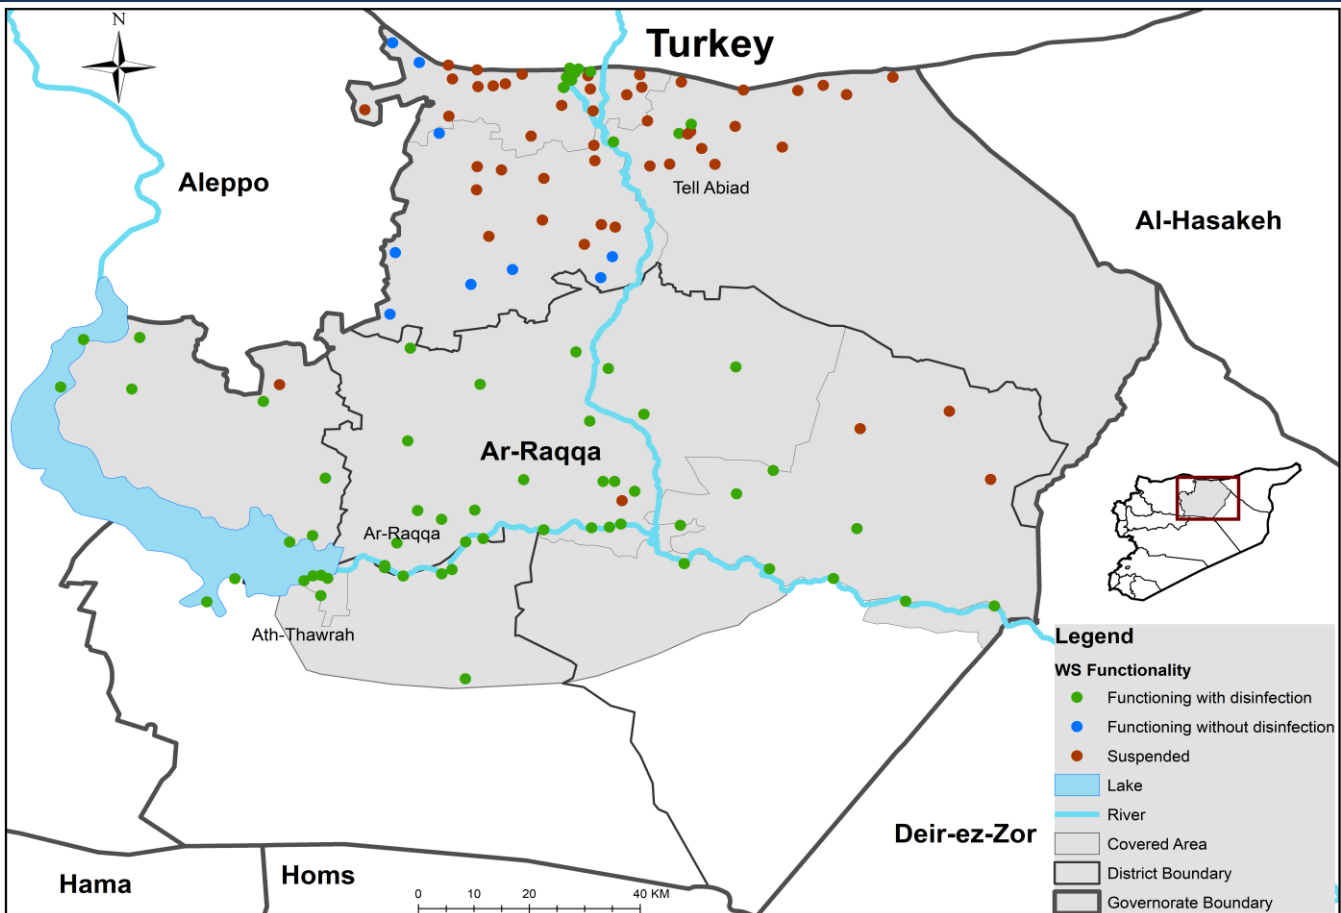 N
Turkey
Aleppo
Tell Abiad
Al-Hasakeh
Ar-Raqqa
Ar-Raqqa
Ath-Thawrah
Deir-ez-Zor
Hama
Homs
0 10 20 40 KM
Legend
WS Functionality
Functioning with disinfection
Functioning without disinfection
Suspended
Lake
River
Covered Area
District Boundary
Governorate Boundary